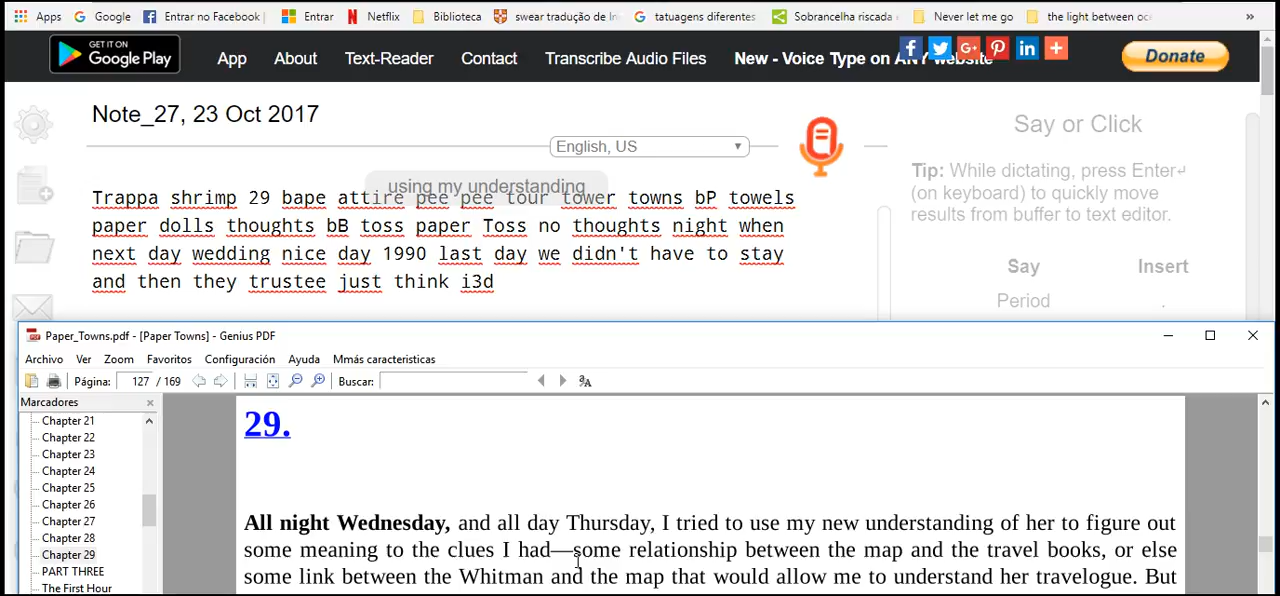 Apps Google Entrar no Facebook Entrar Netflix Biblioteca swear tradução de In tatuagens diferentes Sobrancelha riscada Never let me go the light between oc »
GET IT ON
Google Play App About Text-Reader Contact Transcribe Audio Files New - Voice Type on ANY website Donate
Note_27, 23 Oct 2017
Say or Click
English, US
Tip: While dictating, press Enter↵
(on keyboard) to quickly move
results from buffer to text editor.
using my understanding
Trappa shrimp 29 bape attire pee pee tour tower towns bP towels
paper dolls thoughts bB toss paper Toss no thoughts night when
next day wedding nice day 1990 last day we didn't have to stay
and then they trustee just think i3d
Say Insert
Period .
Paper_Towns.pdf - [Paper Towns] - Genius PDF
Archivo Ver Zoom Favoritos Configuración Ayuda Mmás caracteristicas
Página: 127 / 169 Buscar:
Marcadores
Chapter 21
Chapter 22
Chapter 23
Chapter 24
Chapter 25
Chapter 26
Chapter 27
Chapter 28
Chapter 29
PART THREE
The First Hour
29.
All night Wednesday, and all day Thursday, I tried to use my new understanding of her to figure out
some meaning to the clues I had—some relationship between the map and the travel books, or else
some link between the Whitman and the map that would allow me to understand her travelogue. But